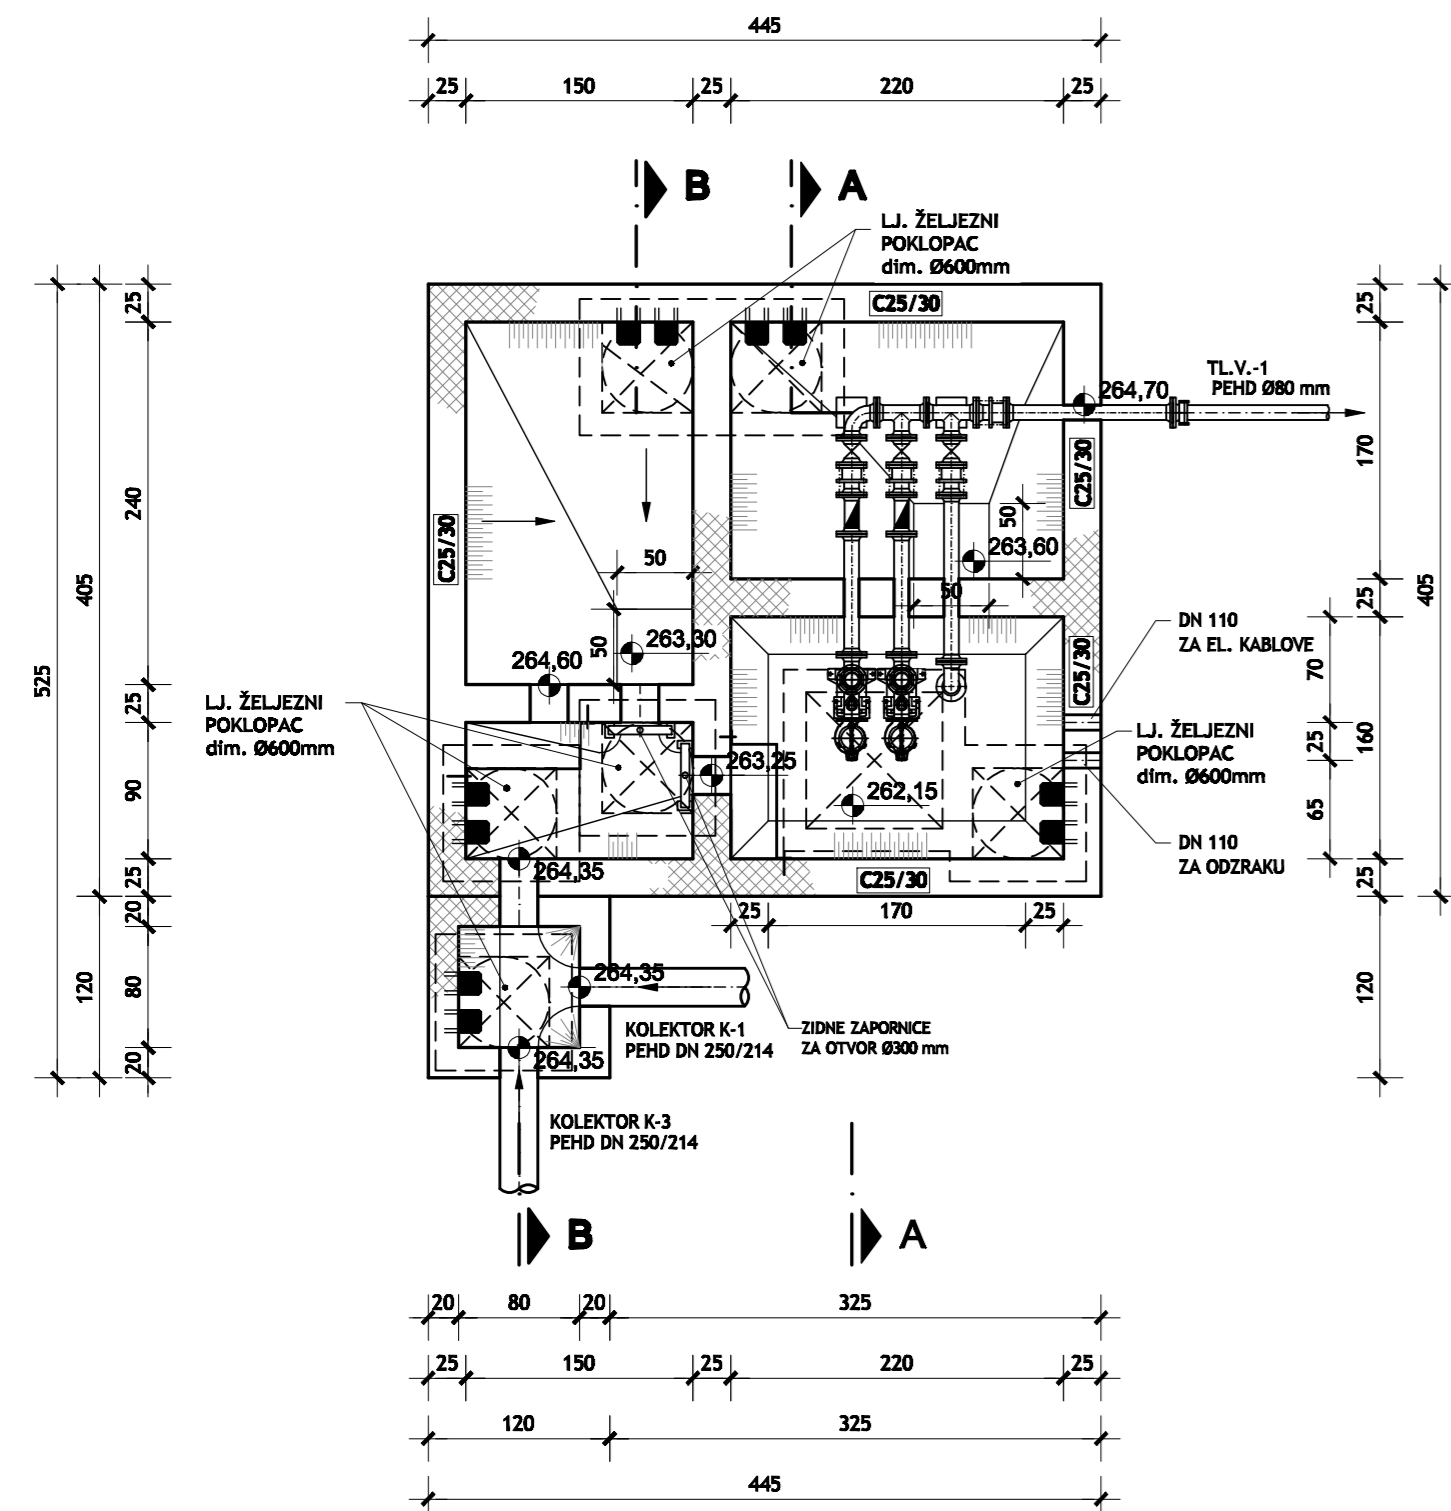 445
25 150 25 220 25
B A
LJ. ŽELJEZNI
POKLOPAC
dim. Ø600mm
C25/30
TL.V.-1
PEHD Ø80 mm
264,70
25
240
25
90
25
20
80
20
405
120
525
25
170
25
160
25
120
405
70
25
65
C25/30
C25/30
C25/30
50
263,60
50
50
50
263,30
264,60
DN 110
ZA EL. KABLOVE
LJ. ŽELJEZNI
POKLOPAC
dim. Ø600mm
LJ. ŽELJEZNI
POKLOPAC
dim. Ø600mm
263,25
262,15
DN 110
ZA ODZRAKU
264,35
C25/30
25 170 25
264,35
KOLEKTOR K-1
PEHD DN 250/214
ZIDNE ZAPORNICE
ZA OTVOR Ø300 mm
264,35
KOLEKTOR K-3
PEHD DN 250/214
B A
20 80 20 325
25 150 25 220 25
120 325
445